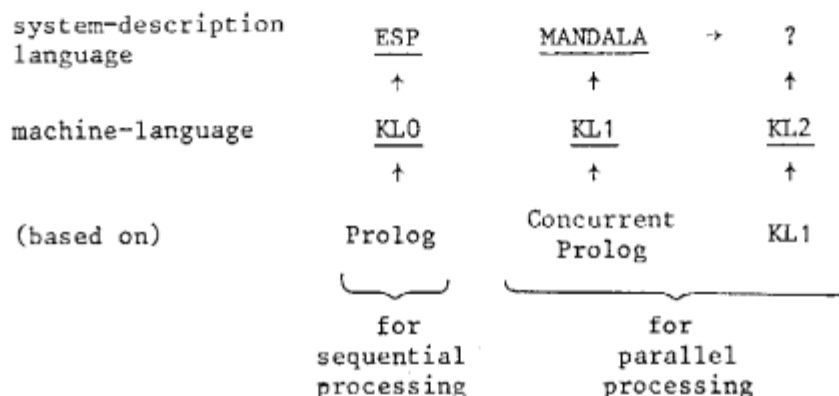 system-description
language ESP MANDALA → ?
↑ ↑ ↑
machine-language KL0 KL1 KL2
↑ ↑ ↑
(based on) Prolog Concurrent Prolog KL1
for sequential processing
for parallel processing